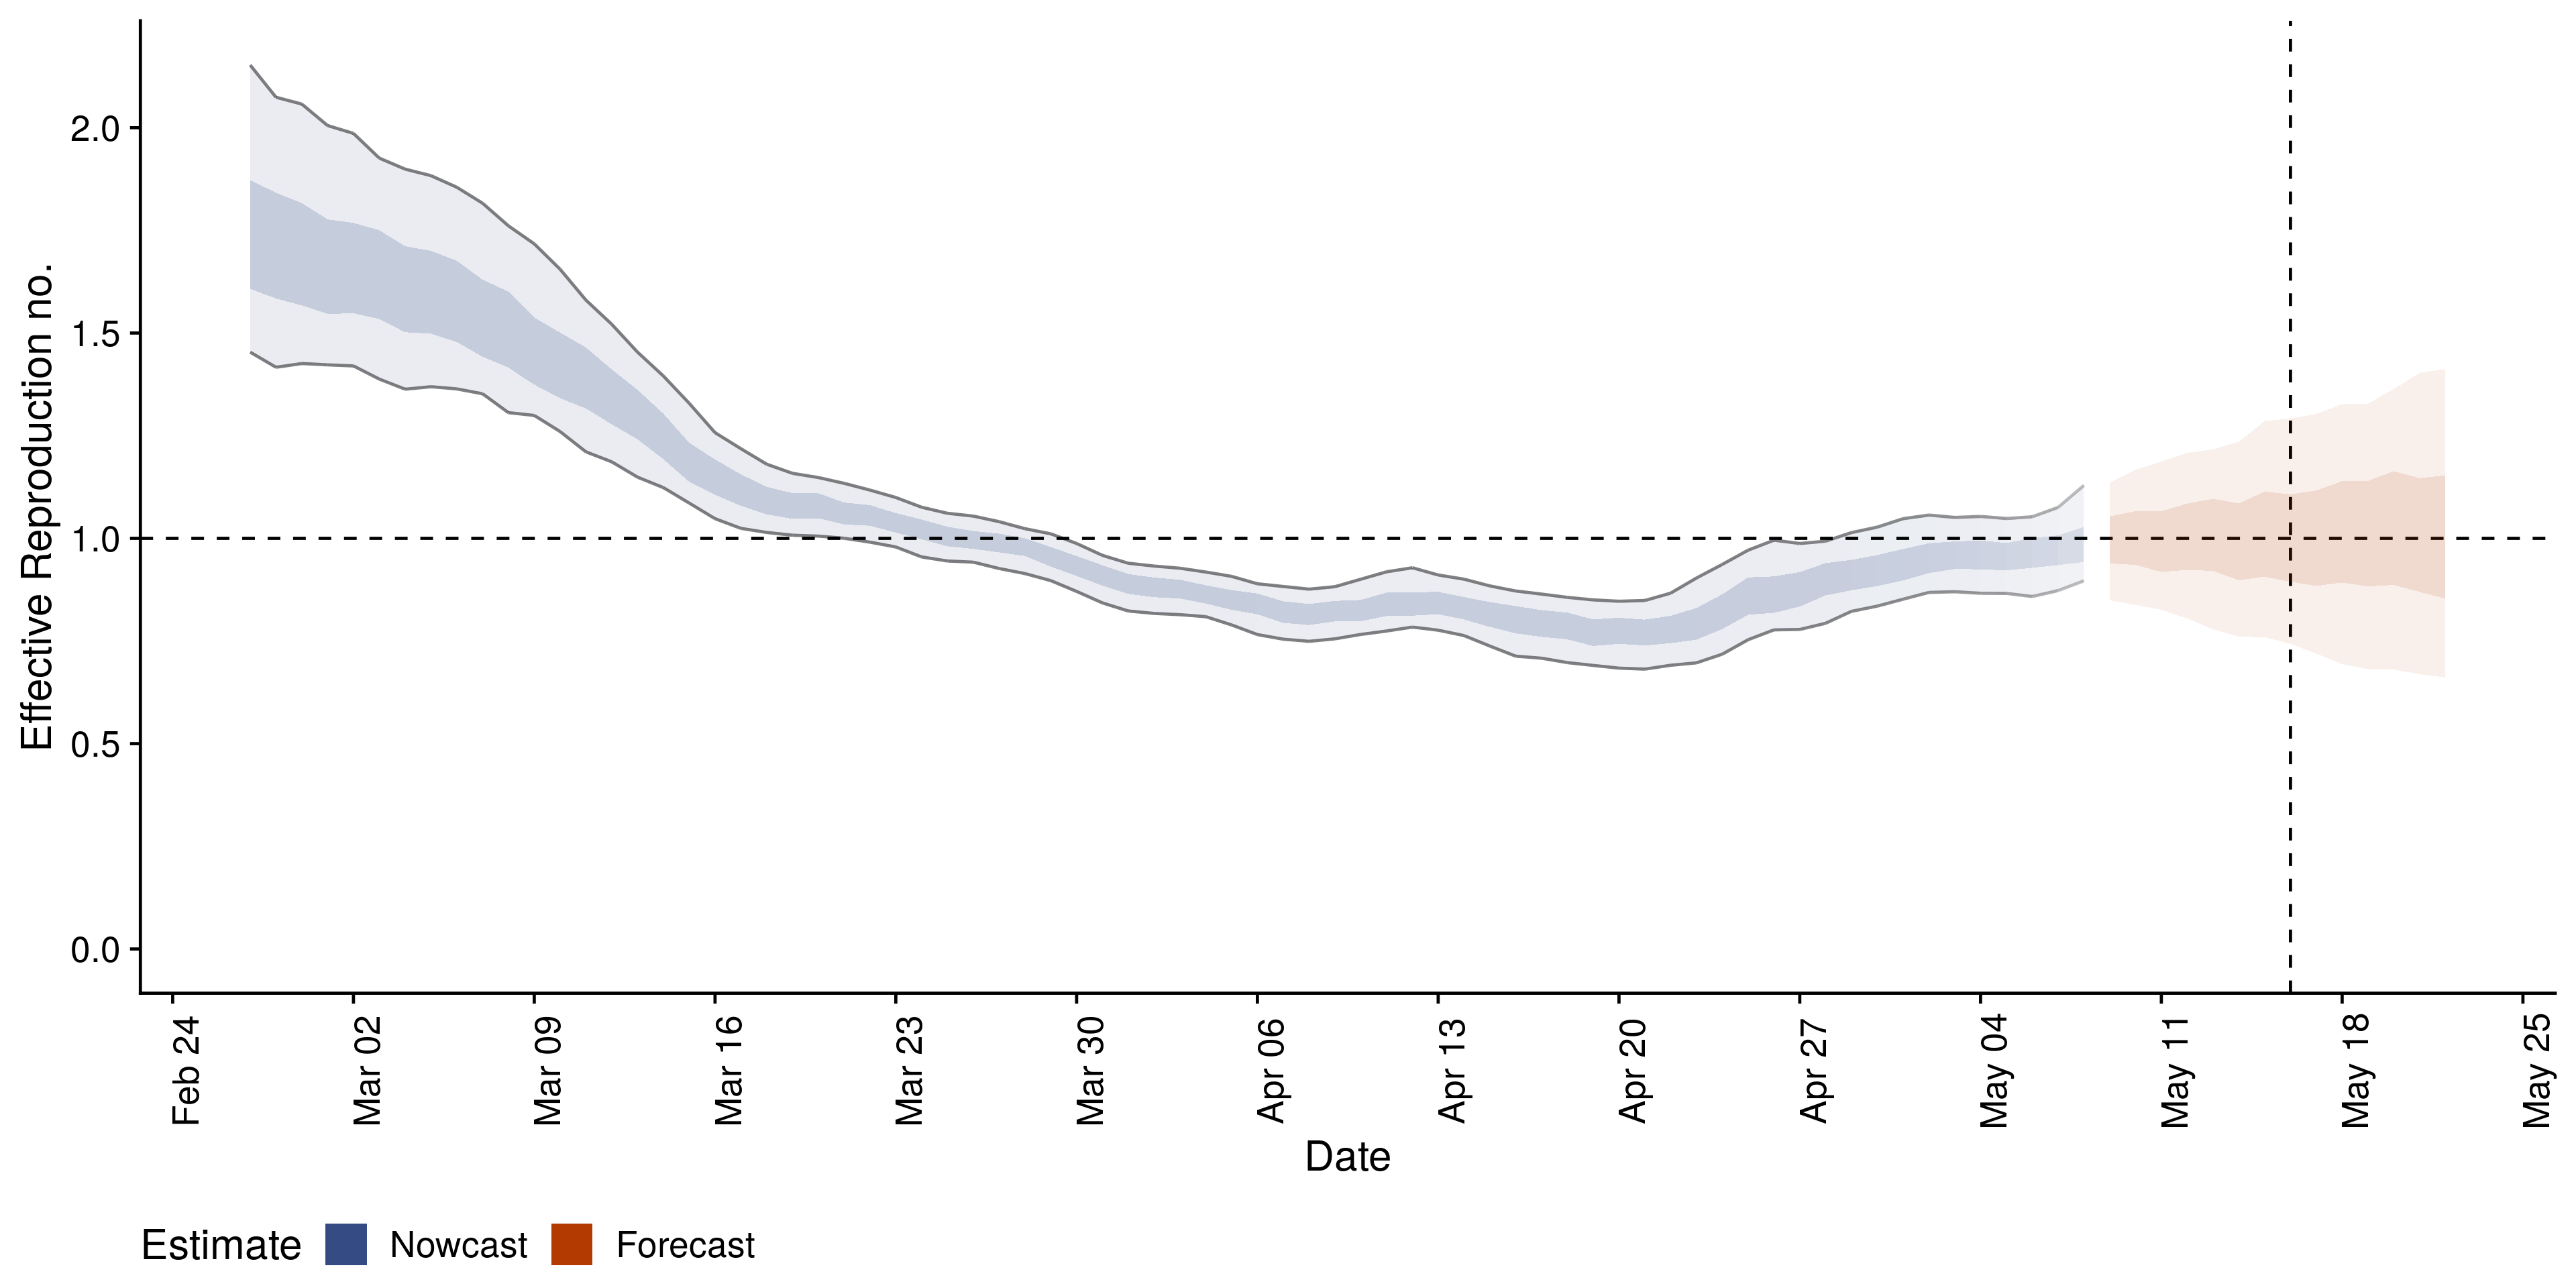 Effective Reproduction no.
2.0
1.5
1.0
0.5
0.0
Feb 24
Mar 02
Mar 09
Mar 16
Mar 23
Mar 30
Apr 06
Apr 13
Apr 20
Apr 27
May 04
May 11
May 18
May 25
Date
Estimate Nowcast Forecast